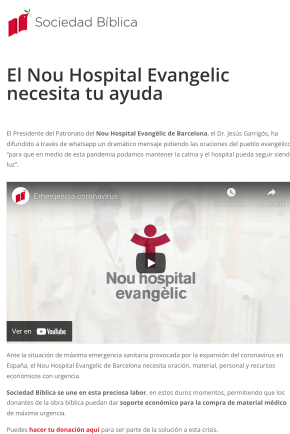 Sociedad Bíblica
El Nou Hospital Evangelic
necesita tu ayuda
El Presidente del Patronato del Nou Hospital Evangèlic de Barcelona, el Dr. Jesús Garrigós, ha
difundido a través de whatsapp un dramático mensaje pidiendo las oraciones del pueblo evangélico
"para que en medio de esta pandemia podamos mantener la calma y el hospital pueda seguir siendo
luz".
Emergencia coronavirus
Nou hospital
evangèlic
Ver en YouTube
Ante la situación de máxima emergencia sanitaria provocada por la expansión del coronavirus en
España, el Nou Hospital Evangelic de Barcelona necesita oración, material, personal y recursos
económicos con urgencia.
Sociedad Bíblica se une en esta preciosa labor, en estos duros momentos, permitiendo que los
donantes de la obra bíblica puedan dar soporte económico para la compra de material médico
de máxima urgencia.
Puedes hacer tu donación aquí para ser parte de la solución a esta crisis.